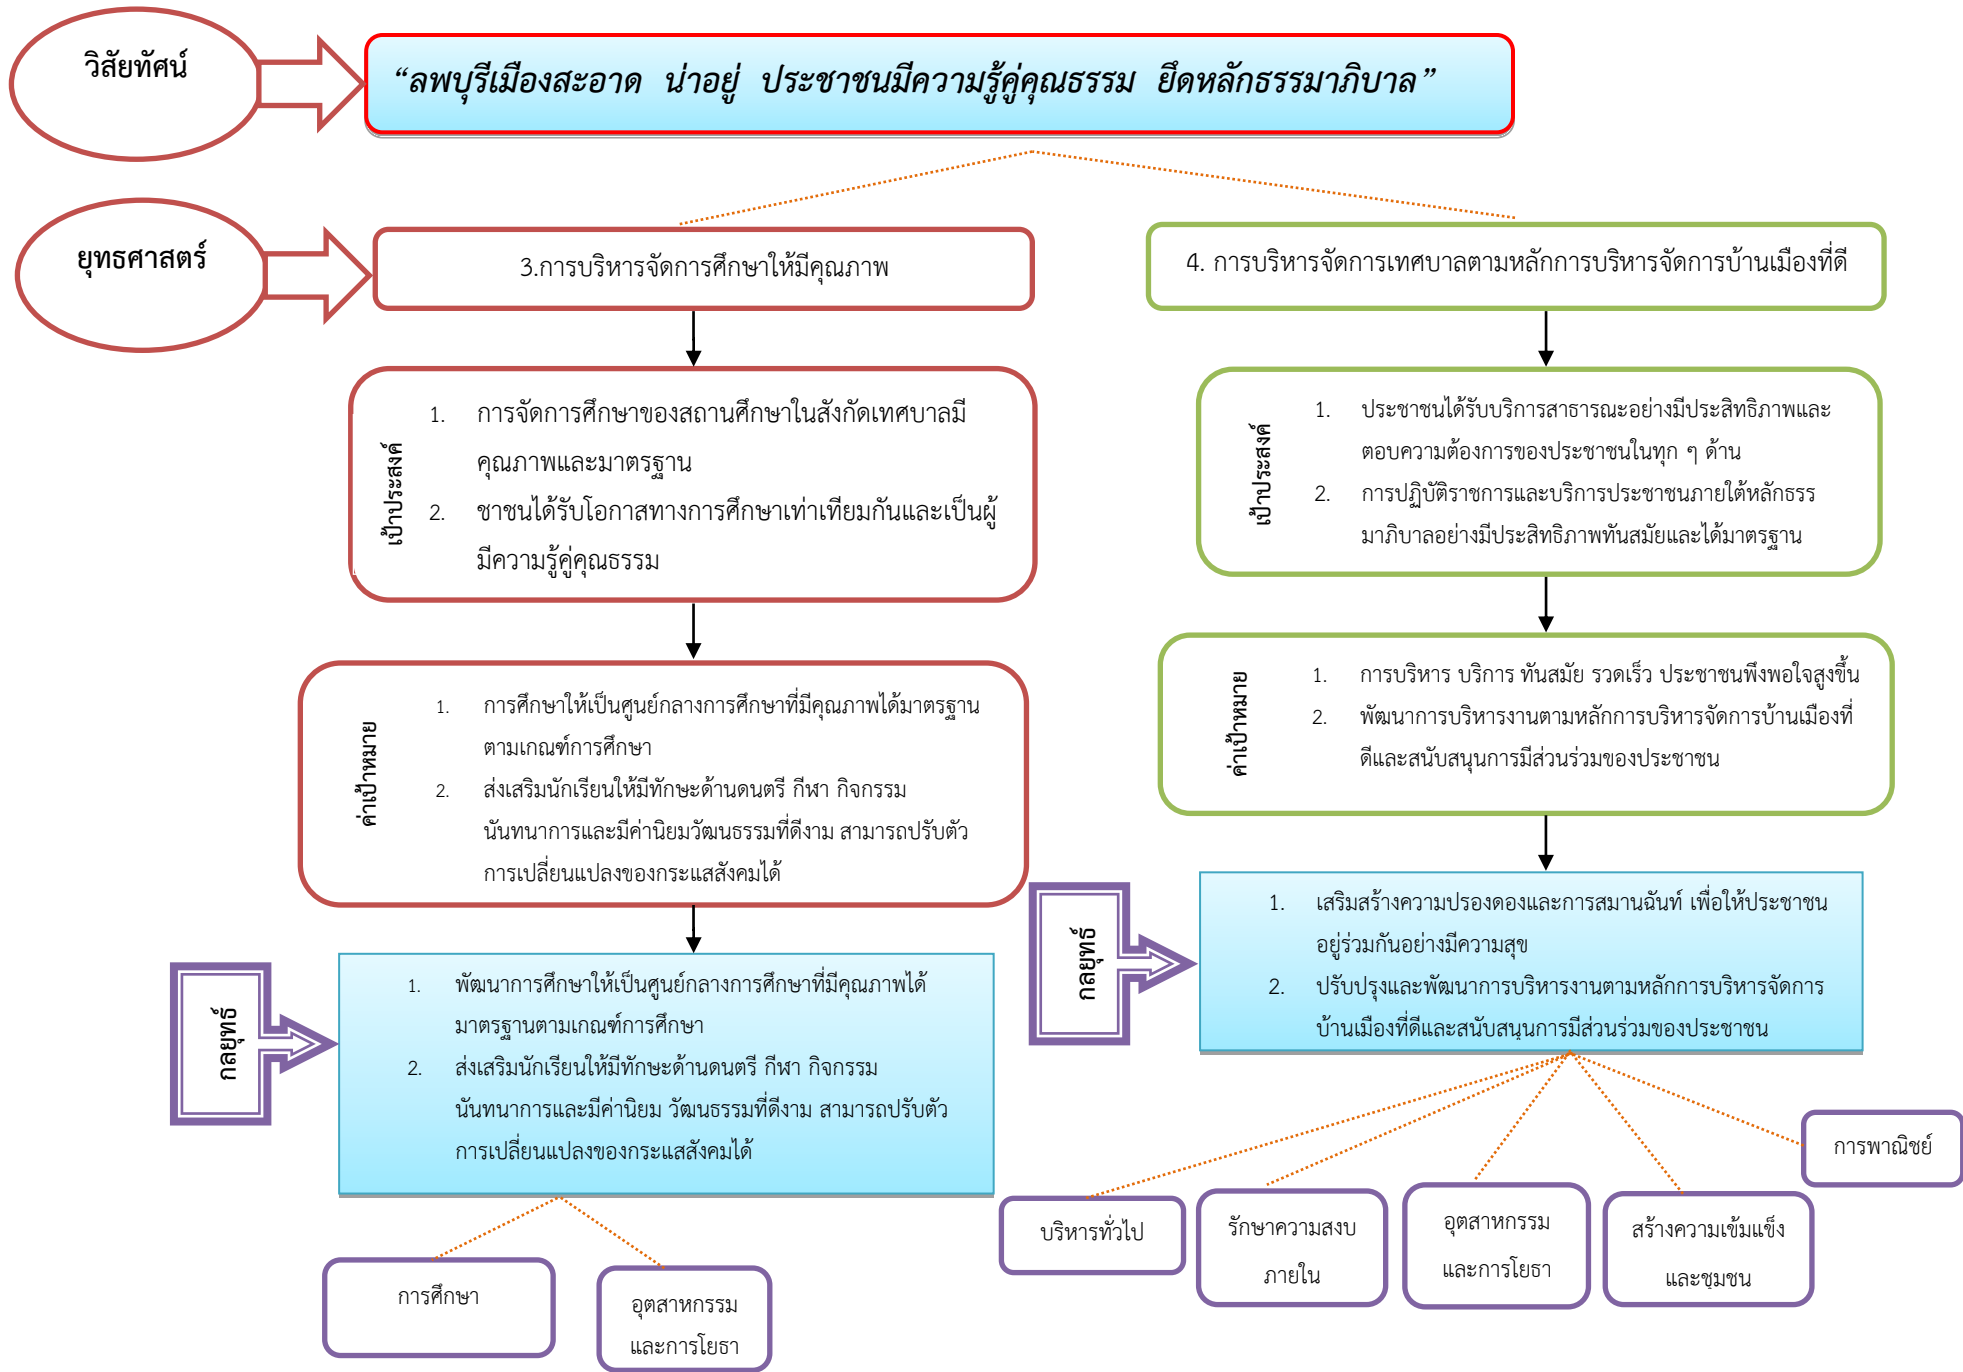 วิสัยทัศน์
“ลพบุรีเมืองสะอาด น่าอยู่ ประชาชนมีความรู้คู่คุณธรรม ยึดหลักธรรมาภิบาล”
ยุทธศาสตร์
3.การบริหารจัดการศึกษาให้มีคุณภาพ
4. การบริหารจัดการเทศบาลตามหลักการบริหารจัดการบ้านเมืองที่ดี
เป้าประสงค์
1. การจัดการศึกษาของสถานศึกษาในสังกัดเทศบาลมี
คุณภาพและมาตรฐาน
2. ชาชนได้รับโอกาสทางการศึกษาเท่าเทียมกันและเป็นผู้
มีความรู้คู่คุณธรรม
เป้าประสงค์
1. ประชาชนได้รับบริการสาธารณะอย่างมีประสิทธิภาพและ
ตอบความต้องการของประชาชนในทุก ๆ ด้าน
2. การปฏิบัติราชการและบริการประชาชนภายใต้หลักธรร
มาภิบาลอย่างมีประสิทธิภาพทันสมัยและได้มาตรฐาน
ค่าเป้าหมาย
1. การศึกษาให้เป็นศูนย์กลางการศึกษาที่มีคุณภาพได้มาตรฐาน
ตามเกณฑ์การศึกษา
2. ส่งเสริมนักเรียนให้มีทักษะด้านดนตรี กีฬา กิจกรรม
นันทนาการและมีค่านิยมวัฒนธรรมที่ดีงาม สามารถปรับตัว
การเปลี่ยนแปลงของกระแสสังคมได้
ค่าเป้าหมาย
1. การบริหาร บริการ ทันสมัย รวดเร็ว ประชาชนพึงพอใจสูงขึ้น
2. พัฒนาการบริหารงานตามหลักการบริหารจัดการบ้านเมืองที่
ดีและสนับสนุนการมีส่วนร่วมของประชาชน
กลยุทธ์
1. พัฒนาการศึกษาให้เป็นศูนย์กลางการศึกษาที่มีคุณภาพได้
มาตรฐานตามเกณฑ์การศึกษา
2. ส่งเสริมนักเรียนให้มีทักษะด้านดนตรี กีฬา กิจกรรม
นันทนาการและมีค่านิยม วัฒนธรรมที่ดีงาม สามารถปรับตัว
การเปลี่ยนแปลงของกระแสสังคมได้
กลยุทธ์
1. เสริมสร้างความปรองดองและการสมานฉันท์ เพื่อให้ประชาชน
อยู่ร่วมกันอย่างมีความสุข
2. ปรับปรุงและพัฒนาการบริหารงานตามหลักการบริหารจัดการ
บ้านเมืองที่ดีและสนับสนุนการมีส่วนร่วมของประชาชน
การศึกษา
อุตสาหกรรม
และการโยธา
บริหารทั่วไป
รักษาความสงบ
ภายใน
อุตสาหกรรม
และการโยธา
สร้างความเข้มแข็ง
และชุมชน
การพาณิชย์